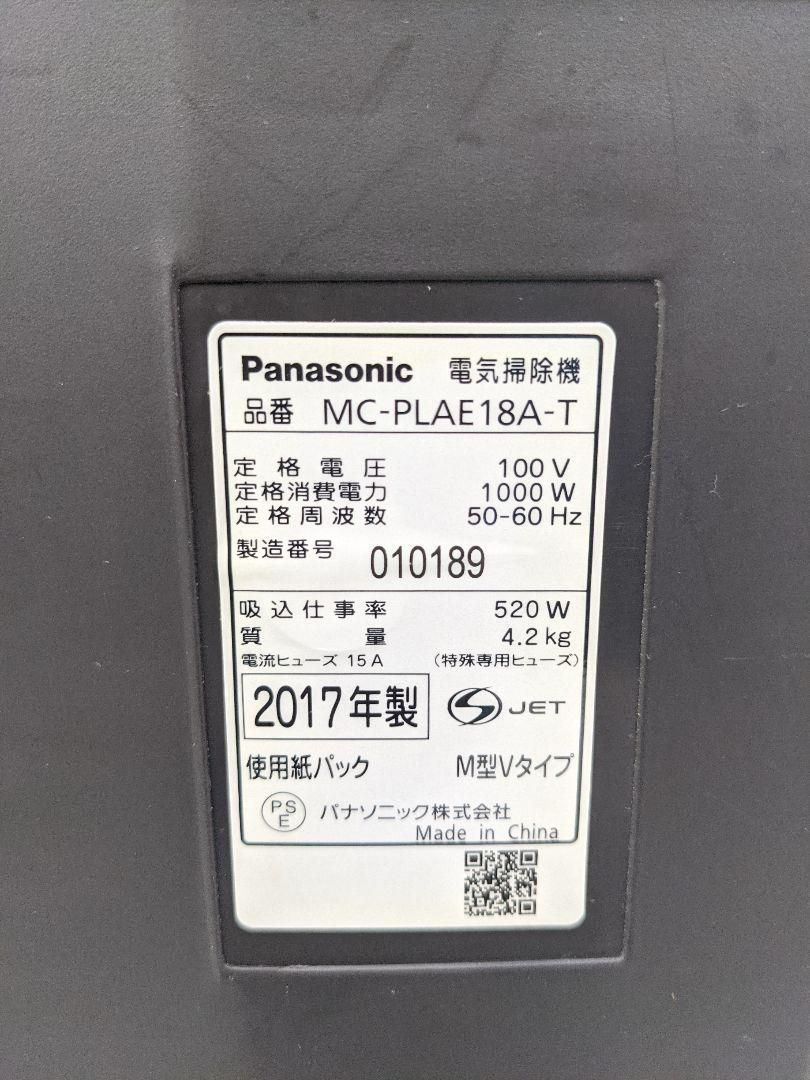 Panasonic 電気掃除機
品番 MC-PLAE18A-T
定格電圧 100 V
定格消費電力 1000 W
定格周波数 50-60 Hz
製造番号 010189
吸込仕事率 520 W
質量 4.2 kg
電流ヒューズ 15 A (特殊専用ヒューズ)
2017年製 S JET
使用紙パック M型Vタイプ
PSE パナソニック株式会社
Made in China